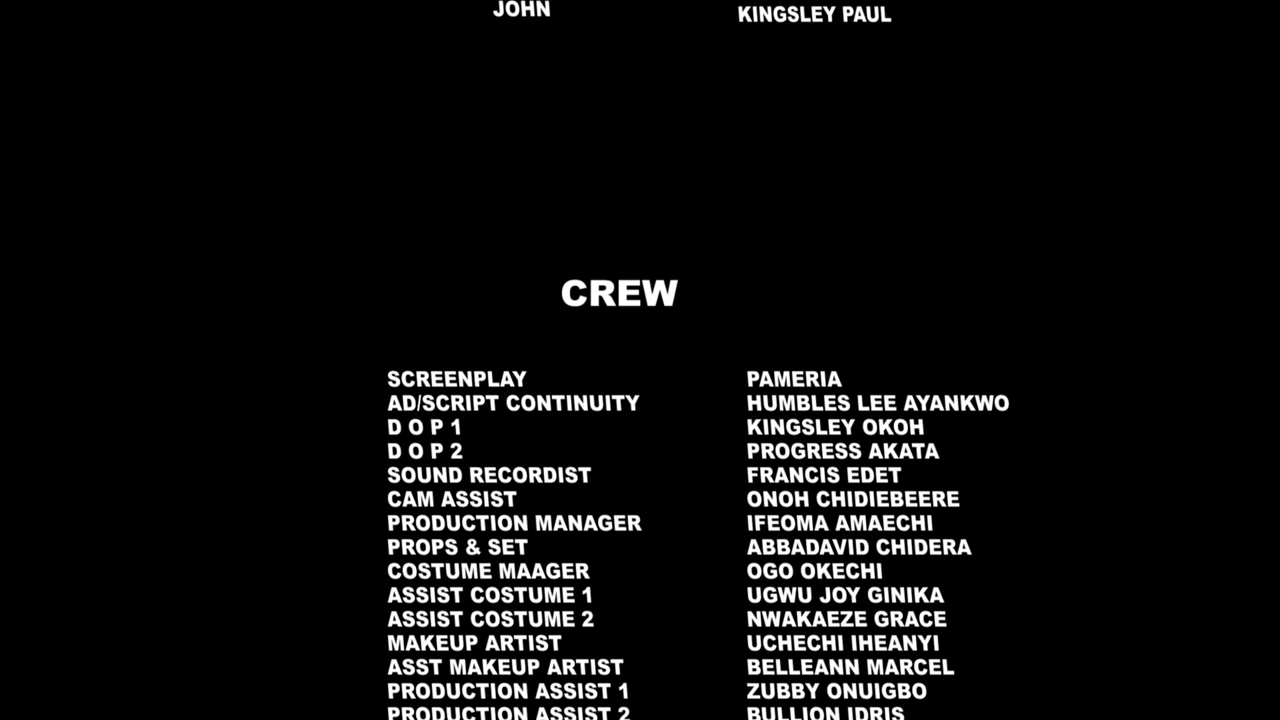 JOHN KINGSLEY PAUL
CREW
SCREENPLAY PAMERIA
AD/SCRIPT CONTINUITY HUMBLES LEE AYANKWO
D O P 1 KINGSLEY OKOH
D O P 2 PROGRESS AKATA
SOUND RECORDIST FRANCIS EDET
CAM ASSIST ONOH CHIDIEBEERE
PRODUCTION MANAGER IFEOMA AMAECHI
PROPS & SET ABBADAVID CHIDERA
COSTUME MAAGER OGO OKECHI
ASSIST COSTUME 1 UGWU JOY GINIKA
ASSIST COSTUME 2 NWAKAEZE GRACE
MAKEUP ARTIST UCHECHI IHEANYI
ASST MAKEUP ARTIST BELLEANN MARCEL
PRODUCTION ASSIST 1 ZUBBY ONUIGBO
PRODUCTION ASSIST 2 BULLION IDRIS